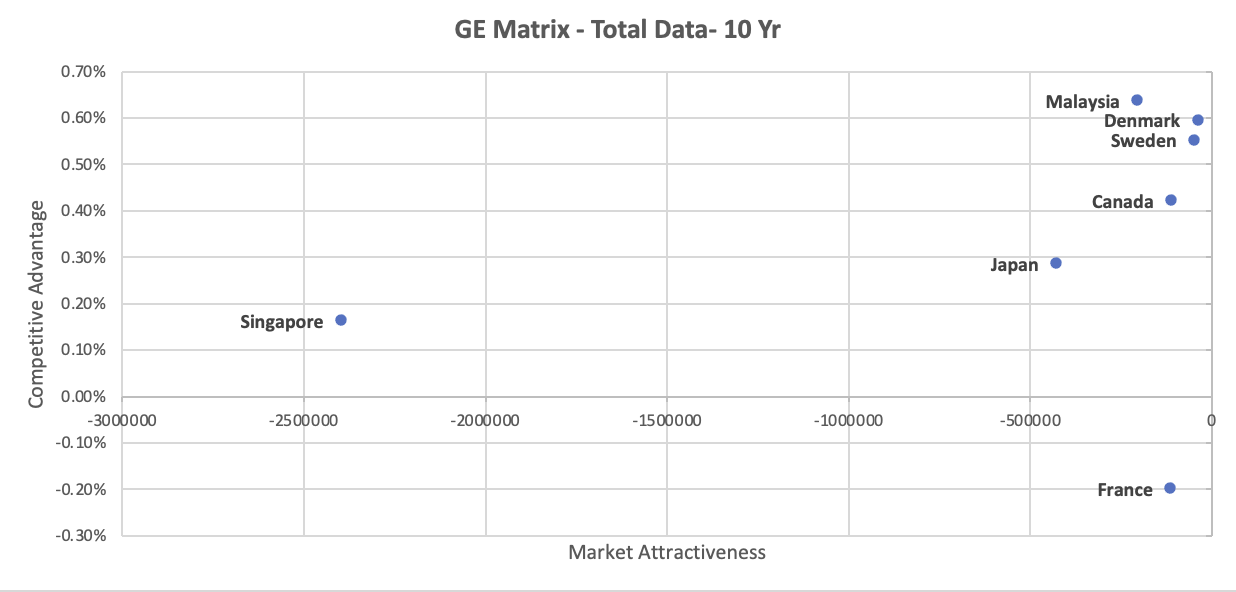 GE Matrix - Total Data- 10 Yr
0.70%
Malaysia
0.60%
Denmark
Sweden
0.50%
Canada
0.40%
0.30%
Japan
0.20%
Singapore
0.10%
0.00%
-3000000 -2500000 -2000000 -1500000 -1000000 -500000 0
-0.10%
-0.20%
France
-0.30%
Competitive Advantage
Market Attractiveness